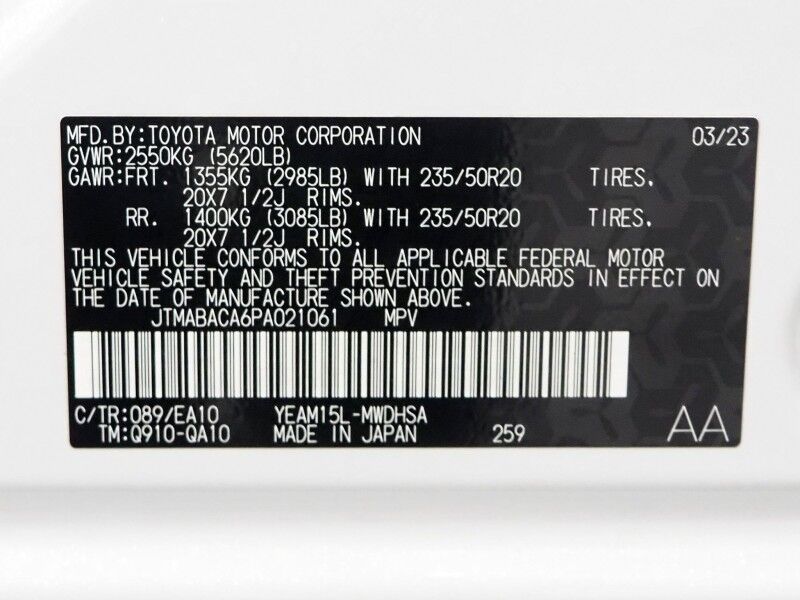 MFD.BY:TOYOTA MOTOR CORPORATION 03/23
GVWR:2550KG (5620LB)
GAWR:FRT. 1355KG (2985LB) WITH 235/50R20 TIRES.
20X7 1/2J RIMS.
RR. 1400KG (3085LB) WITH 235/50R20 TIRES.
20X7 1/2J RIMS.
THIS VEHICLE CONFORMS TO ALL APPLICABLE FEDERAL MOTOR
VEHICLE SAFETY AND THEFT PREVENTION STANDARDS IN EFFECT ON
THE DATE OF MANUFACTURE SHOWN ABOVE.
JTMABACA6PA021061 MPV
C/TR:089/EA10 YEAM15L-MWDHSA
TM:Q910-QA10 MADE IN JAPAN 259 AA